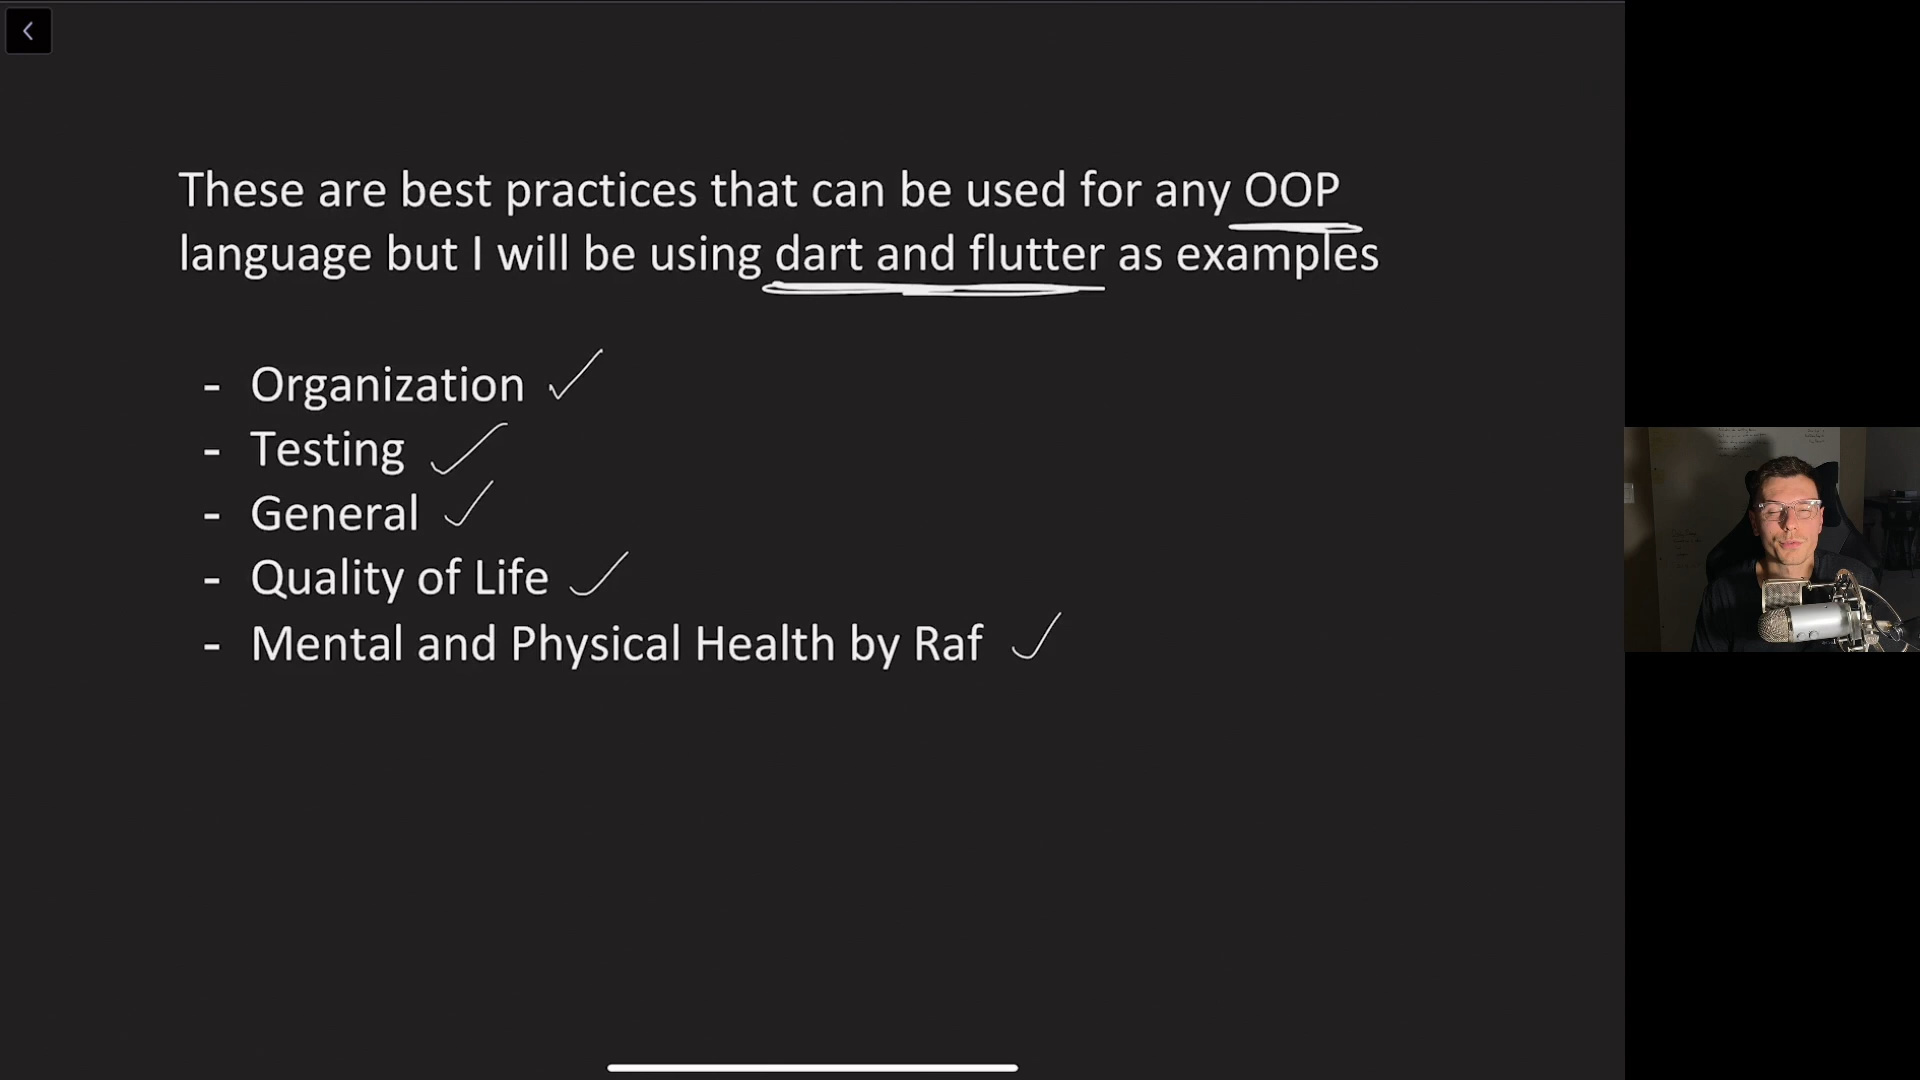 These are best practices that can be used for any OOP
language but I will be using dart and flutter as examples
- Organization
- Testing
- General
- Quality of Life
- Mental and Physical Health by Raf